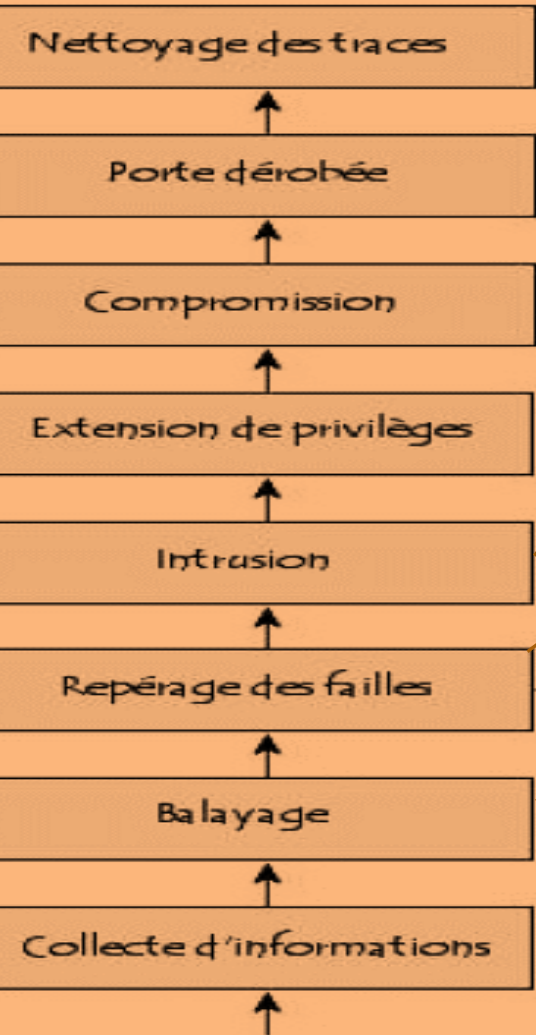 Nettoyage des traces
Porte dérobée
Compromission
Extension de privilèges
Intrusion
Repérage des failles
Balayage
Collecte d'informations